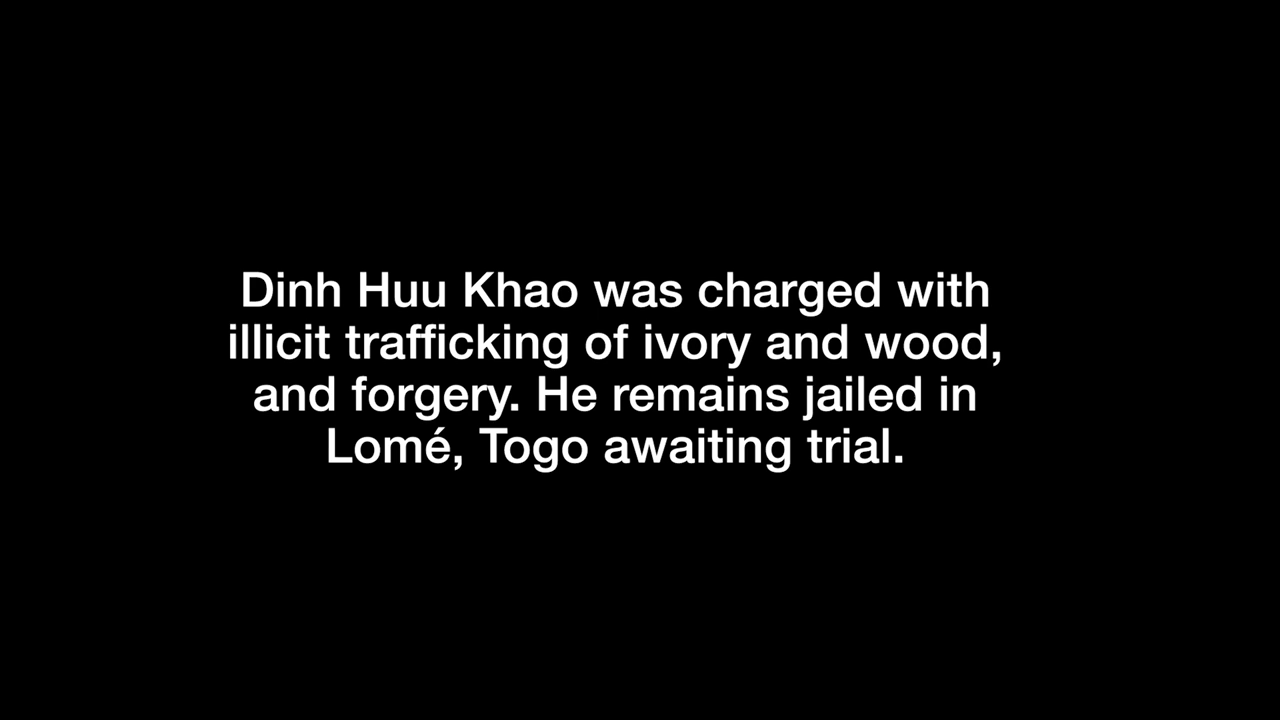 Dinh Huu Khao was charged with
illicit trafficking of ivory and wood,
and forgery. He remains jailed in
Lomé, Togo awaiting trial.